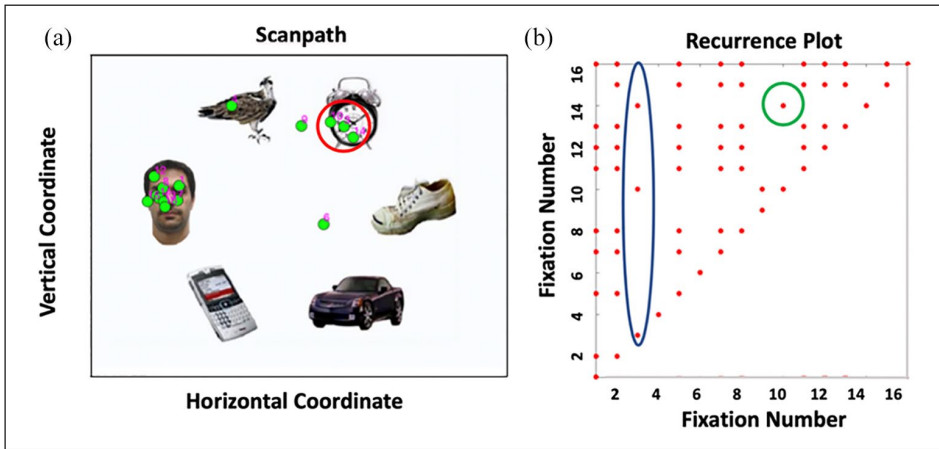 (a)
Scanpath
Vertical Coordinate
Horizontal Coordinate
(b)
Recurrence Plot
Fixation Number
16
14
12
10
8
6
4
2
2 4 6 8 10 12 14 16
Fixation Number